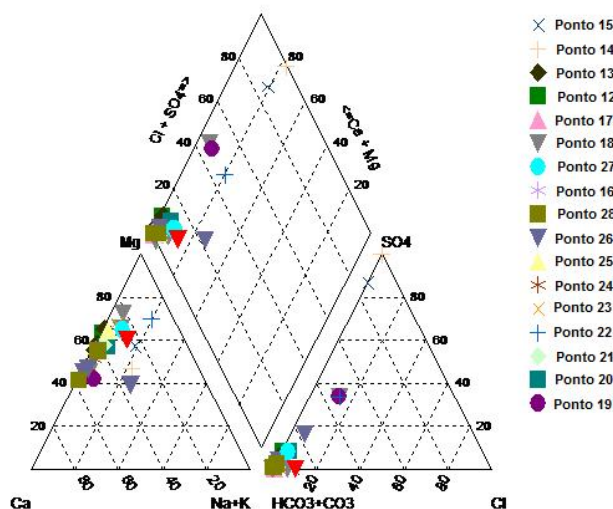 80
80
60
60
40
40
20
20
Cl + SO4=>
<=Ca + Mg
Mg
SO4
80
80
60
60
40
40
20
20
80
60
40
20
20
40
60
80
Ca
Na+K
HCO3+CO3
Cl
Ponto 15
Ponto 14
Ponto 13
Ponto 12
Ponto 17
Ponto 18
Ponto 27
Ponto 16
Ponto 28
Ponto 26
Ponto 25
Ponto 24
Ponto 23
Ponto 22
Ponto 21
Ponto 20
Ponto 19